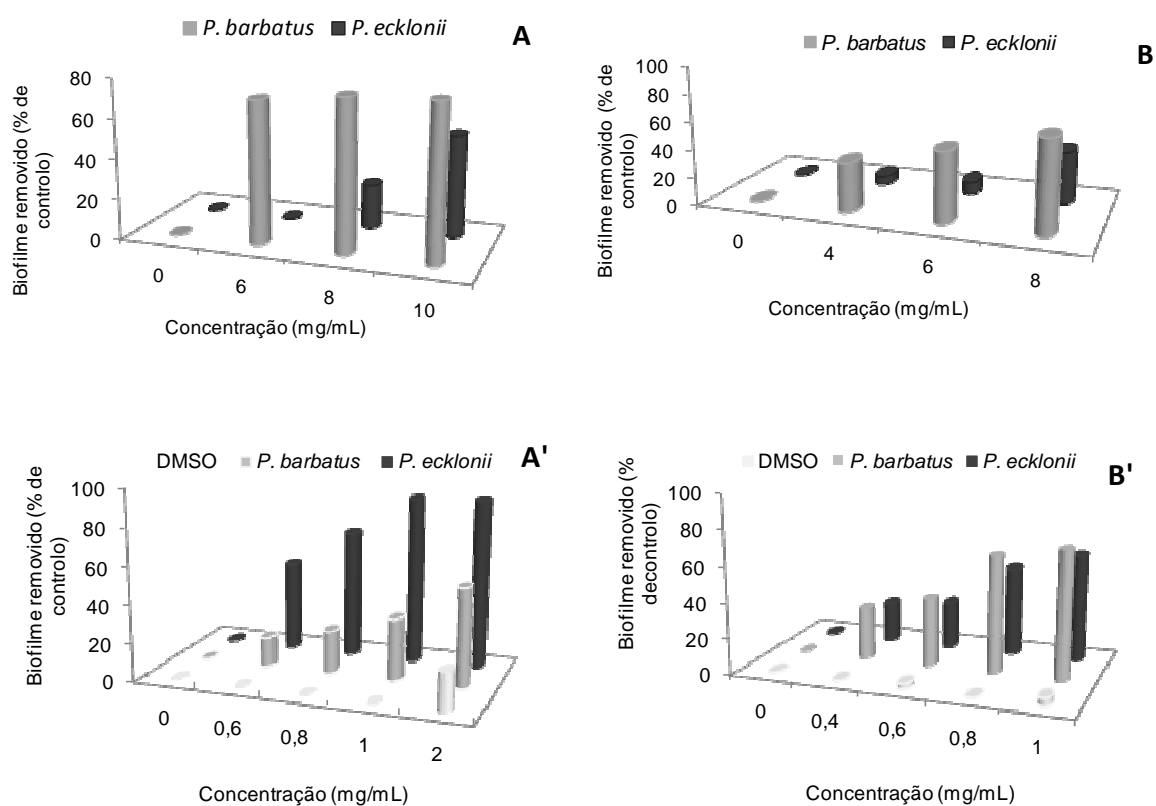 P. barbatus P. ecklonii
A
Biofilme removido (% de
controlo)
80
60
40
20
0
0 6 8 10
Concentração (mg/mL)
P. barbatus P. ecklonii
B
Biofilme removido (% de
controlo)
100
80
60
40
20
0
0 4 6 8
Concentração (mg/mL)
DMSO P. barbatus P. ecklonii
A'
Biofilme removido (% de
controlo)
100
80
60
40
20
0
0 0,6 0,8 1 2
Concentração (mg/mL)
DMSO P. barbatus P. ecklonii
B'
Biofilme removido (%
decontrolo)
100
80
60
40
20
0
0 0,4 0,6 0,8 1
Concentração (mg/mL)